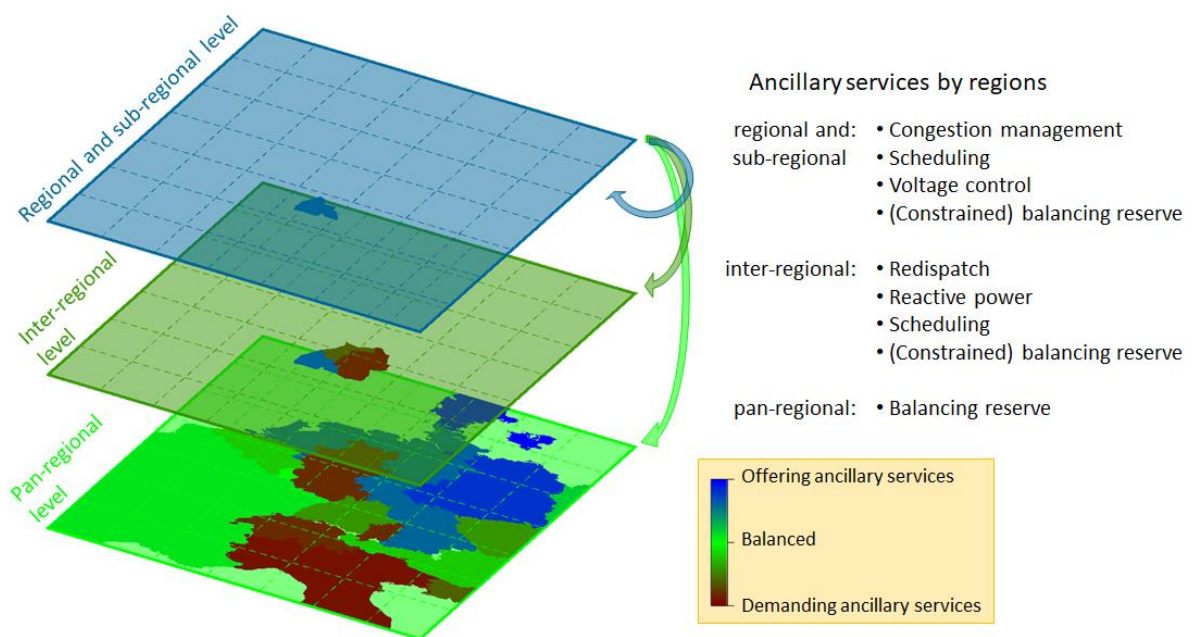 Regional and sub-regional level
Inter-regional
level
Pan-regional
level
Ancillary services by regions
regional and: • Congestion management
sub-regional • Scheduling
• Voltage control
• (Constrained) balancing reserve
inter-regional: • Redispatch
• Reactive power
• Scheduling
• (Constrained) balancing reserve
pan-regional: • Balancing reserve
Offering ancillary services
Balanced
Demanding ancillary services